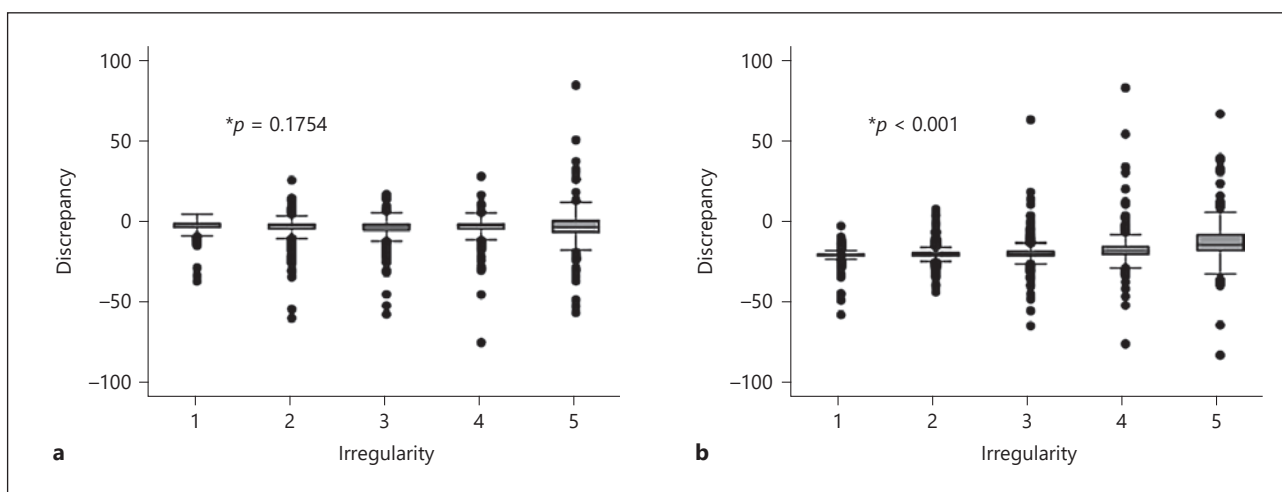 100
50
0
–50
–100
Discrepancy
*p = 0.1754
1 2 3 4 5
Irregularity
a
100
50
0
–50
–100
Discrepancy
*p < 0.001
1 2 3 4 5
Irregularity
b